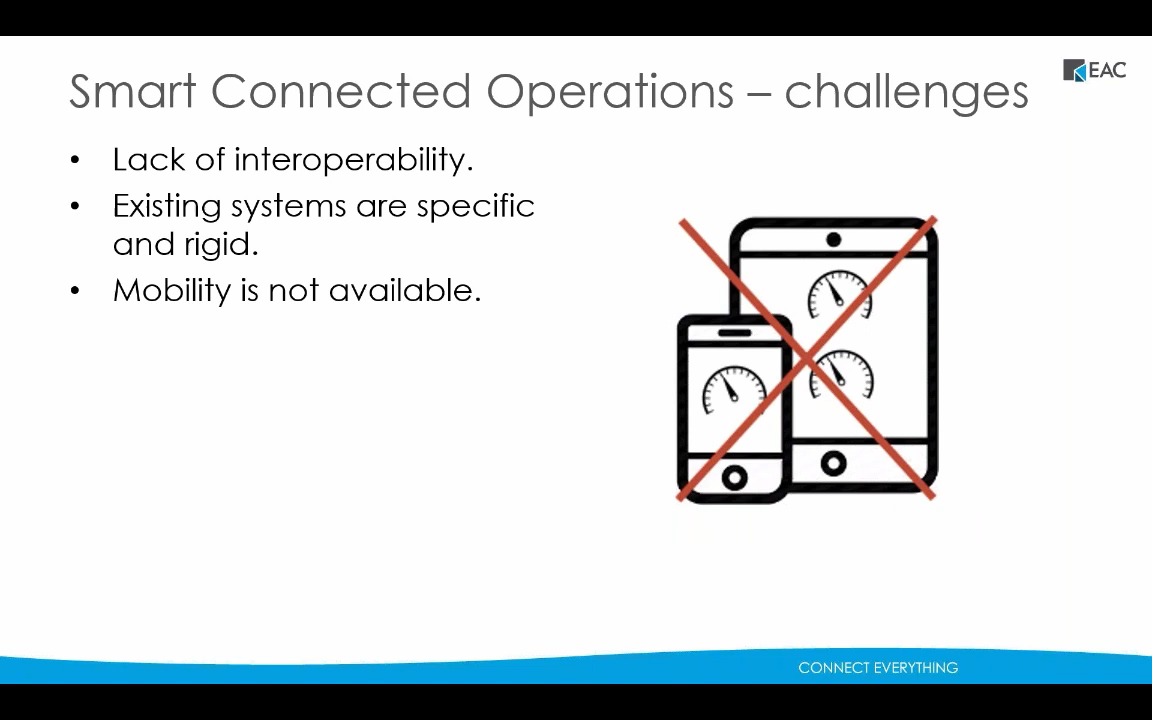 Smart Connected Operations – challenges
EAC
• Lack of interoperability.
• Existing systems are specific
and rigid.
• Mobility is not available.
CONNECT EVERYTHING